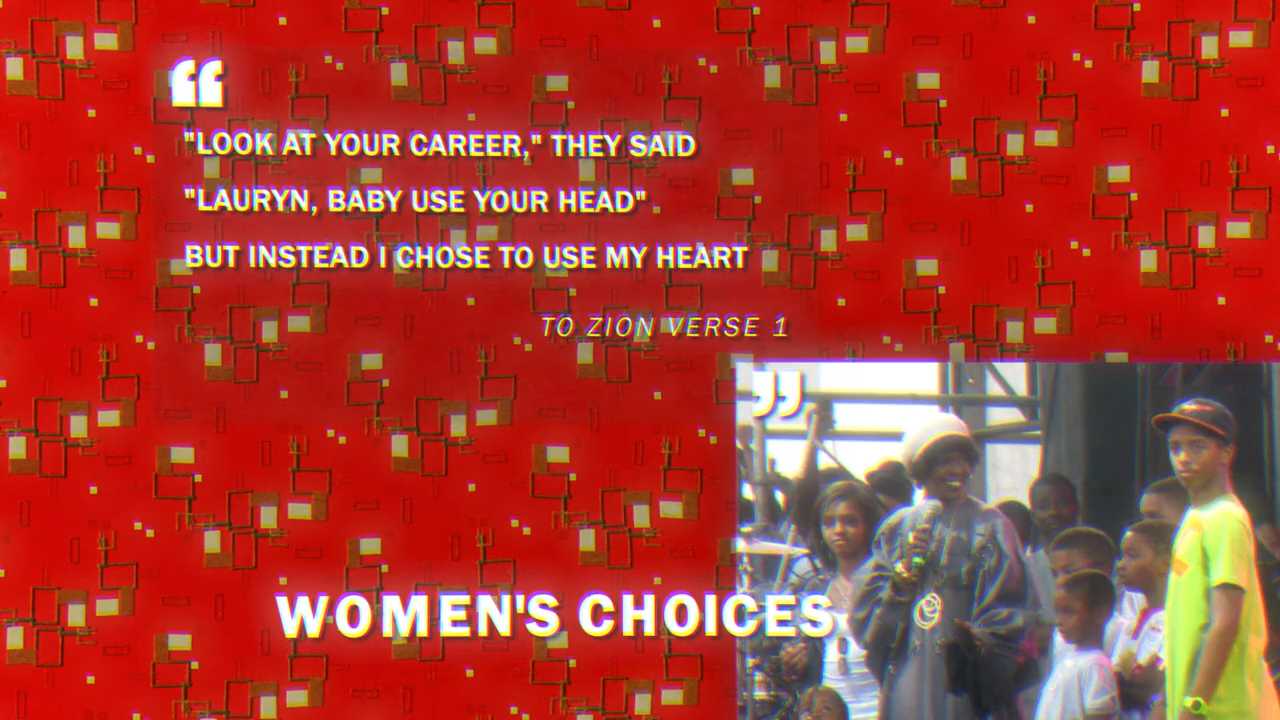 “
"LOOK AT YOUR CAREER," THEY SAID
"LAURYN, BABY USE YOUR HEAD"
BUT INSTEAD I CHOSE TO USE MY HEART
TO ZION VERSE 1
”
WOMEN'S CHOICES